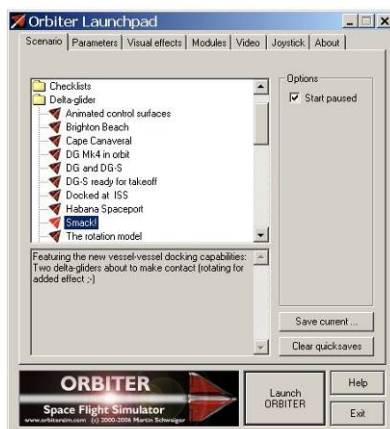 Orbiter Launchpad
Scenario Parameters Visual effects Modules Video Joystick About
Checklists
Delta-glider
Animated control surfaces
Brighton Beach
Cape Canaveral
DG Mk4 in orbit
DG and DG-S
DG-S ready for takeoff
Docked at ISS
Habana Spaceport
Smack!
The rotation model
Options
Start paused
Featuring the new vessel-vessel docking capabilities:
Two delta-gliders about to make contact (rotating for
added effect ;-)
Save current ...
Clear quicksaves
ORBITER
Space Flight Simulator
www.orbitersim.com (c) 2000-2006 Martin Schweiger
Launch
ORBITER
Help
Exit